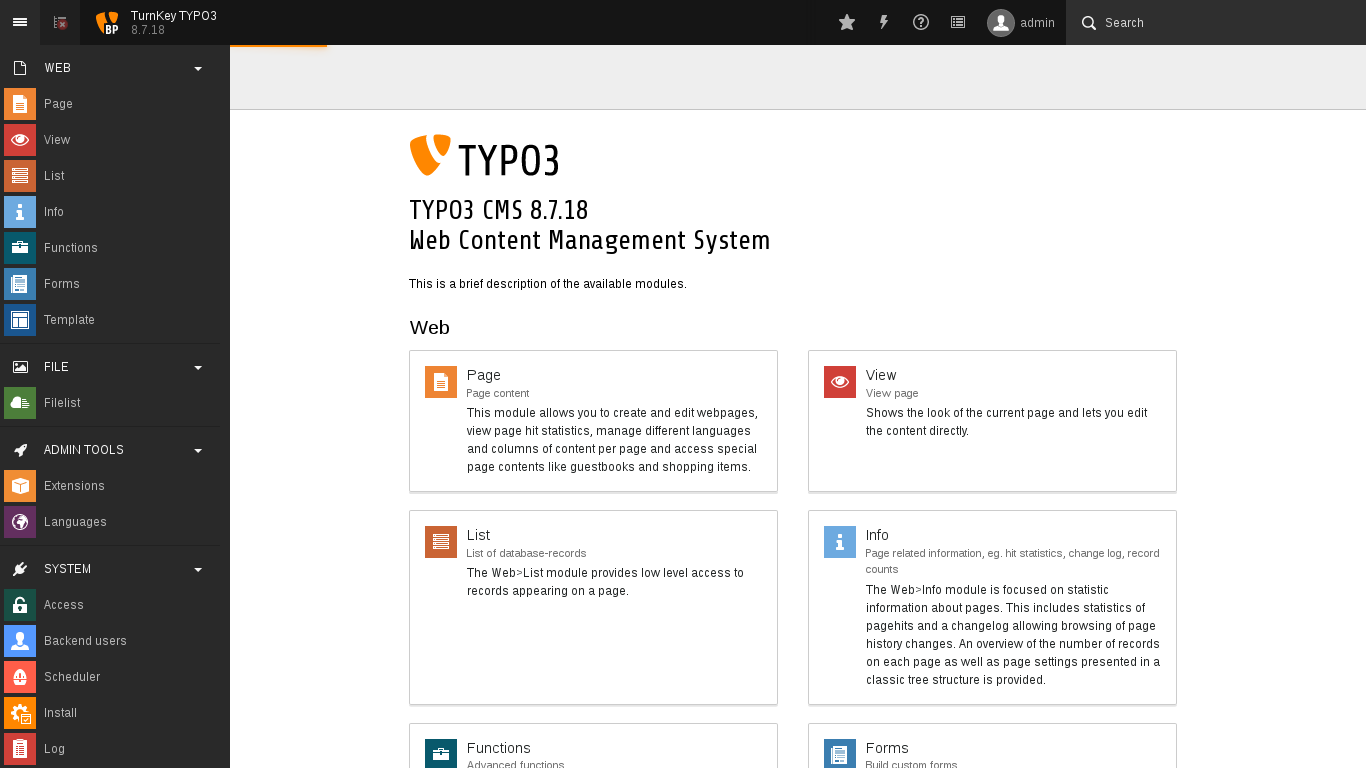 TurnKey TYPO3
8.7.18
BP
admin
Search
WEB
Page
View
List
Info
Functions
Forms
Template
FILE
Filelist
ADMIN TOOLS
Extensions
Languages
SYSTEM
Access
Backend users
Scheduler
Install
Log
TYPO3
TYPO3 CMS 8.7.18
Web Content Management System
This is a brief description of the available modules.
Web
Page
Page content
This module allows you to create and edit webpages,
view page hit statistics, manage different languages
and columns of content per page and access special
page contents like guestbooks and shopping items.
View
View page
Shows the look of the current page and lets you edit
the content directly.
List
List of database-records
The Web>List module provides low level access to
records appearing on a page.
Info
Page related information, eg. hit statistics, change log, record
counts
The Web>Info module is focused on statistic
information about pages. This includes statistics of
pagehits and a changelog allowing browsing of page
history changes. An overview of the number of records
on each page as well as page settings presented in a
classic tree structure is provided.
Functions
Advanced functions
Forms
Build custom forms